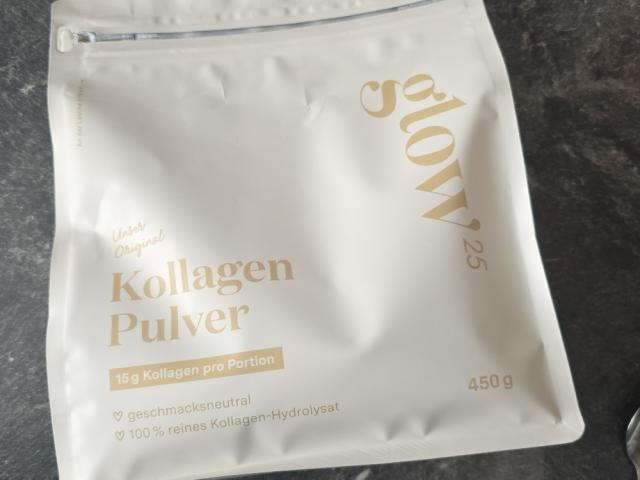 glow
25
Unser
Original
Kollagen
Pulver
15 g Kollagen pro Portion
♡ geschmacksneutral
♡ 100 % reines Kollagen-Hydrolysat
450 g